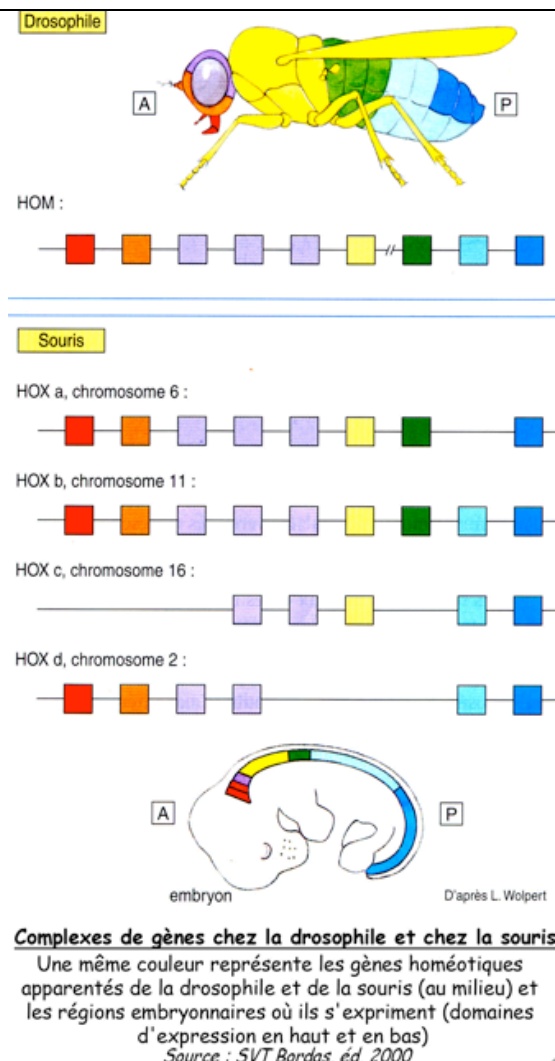 Drosophile
A
P
HOM :
Souris
HOX a, chromosome 6 :
HOX b, chromosome 11 :
HOX c, chromosome 16 :
HOX d, chromosome 2 :
A
P
embryon
D'après L. Wolpert
Complexes de gènes chez la drosophile et chez la souris
Une même couleur représente les gènes homéotiques
apparentés de la drosophile et de la souris (au milieu) et
les régions embryonnaires où ils s'expriment (domaines
d'expression en haut et en bas)
Source : SVT Bordas, éd. 2000